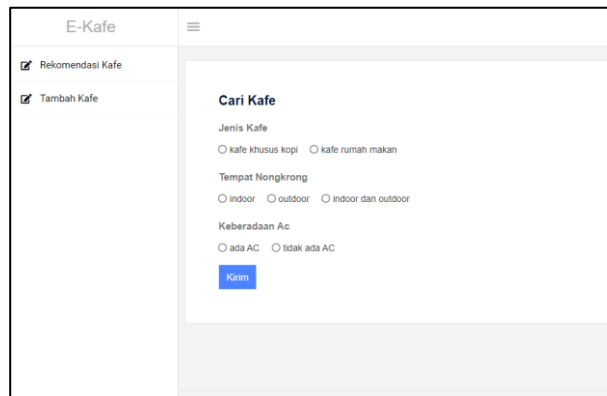 E-Kafe
Rekomendasi Kafe
Tambah Kafe
Cari Kafe
Jenis Kafe
kafe khusus kopi kafe rumah makan
Tempat Nongkrong
indoor outdoor indoor dan outdoor
Keberadaan Ac
ada AC tidak ada AC
Kirim